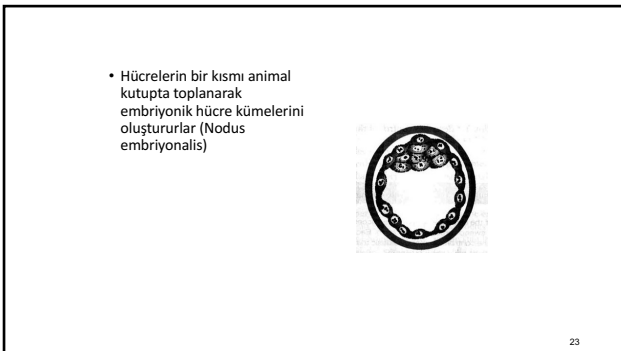 • Hücrelerin bir kısmı animal
kutupta toplanarak
embriyonik hücre kümelerini
oluştururlar (Nodus
embriyonalis)
23